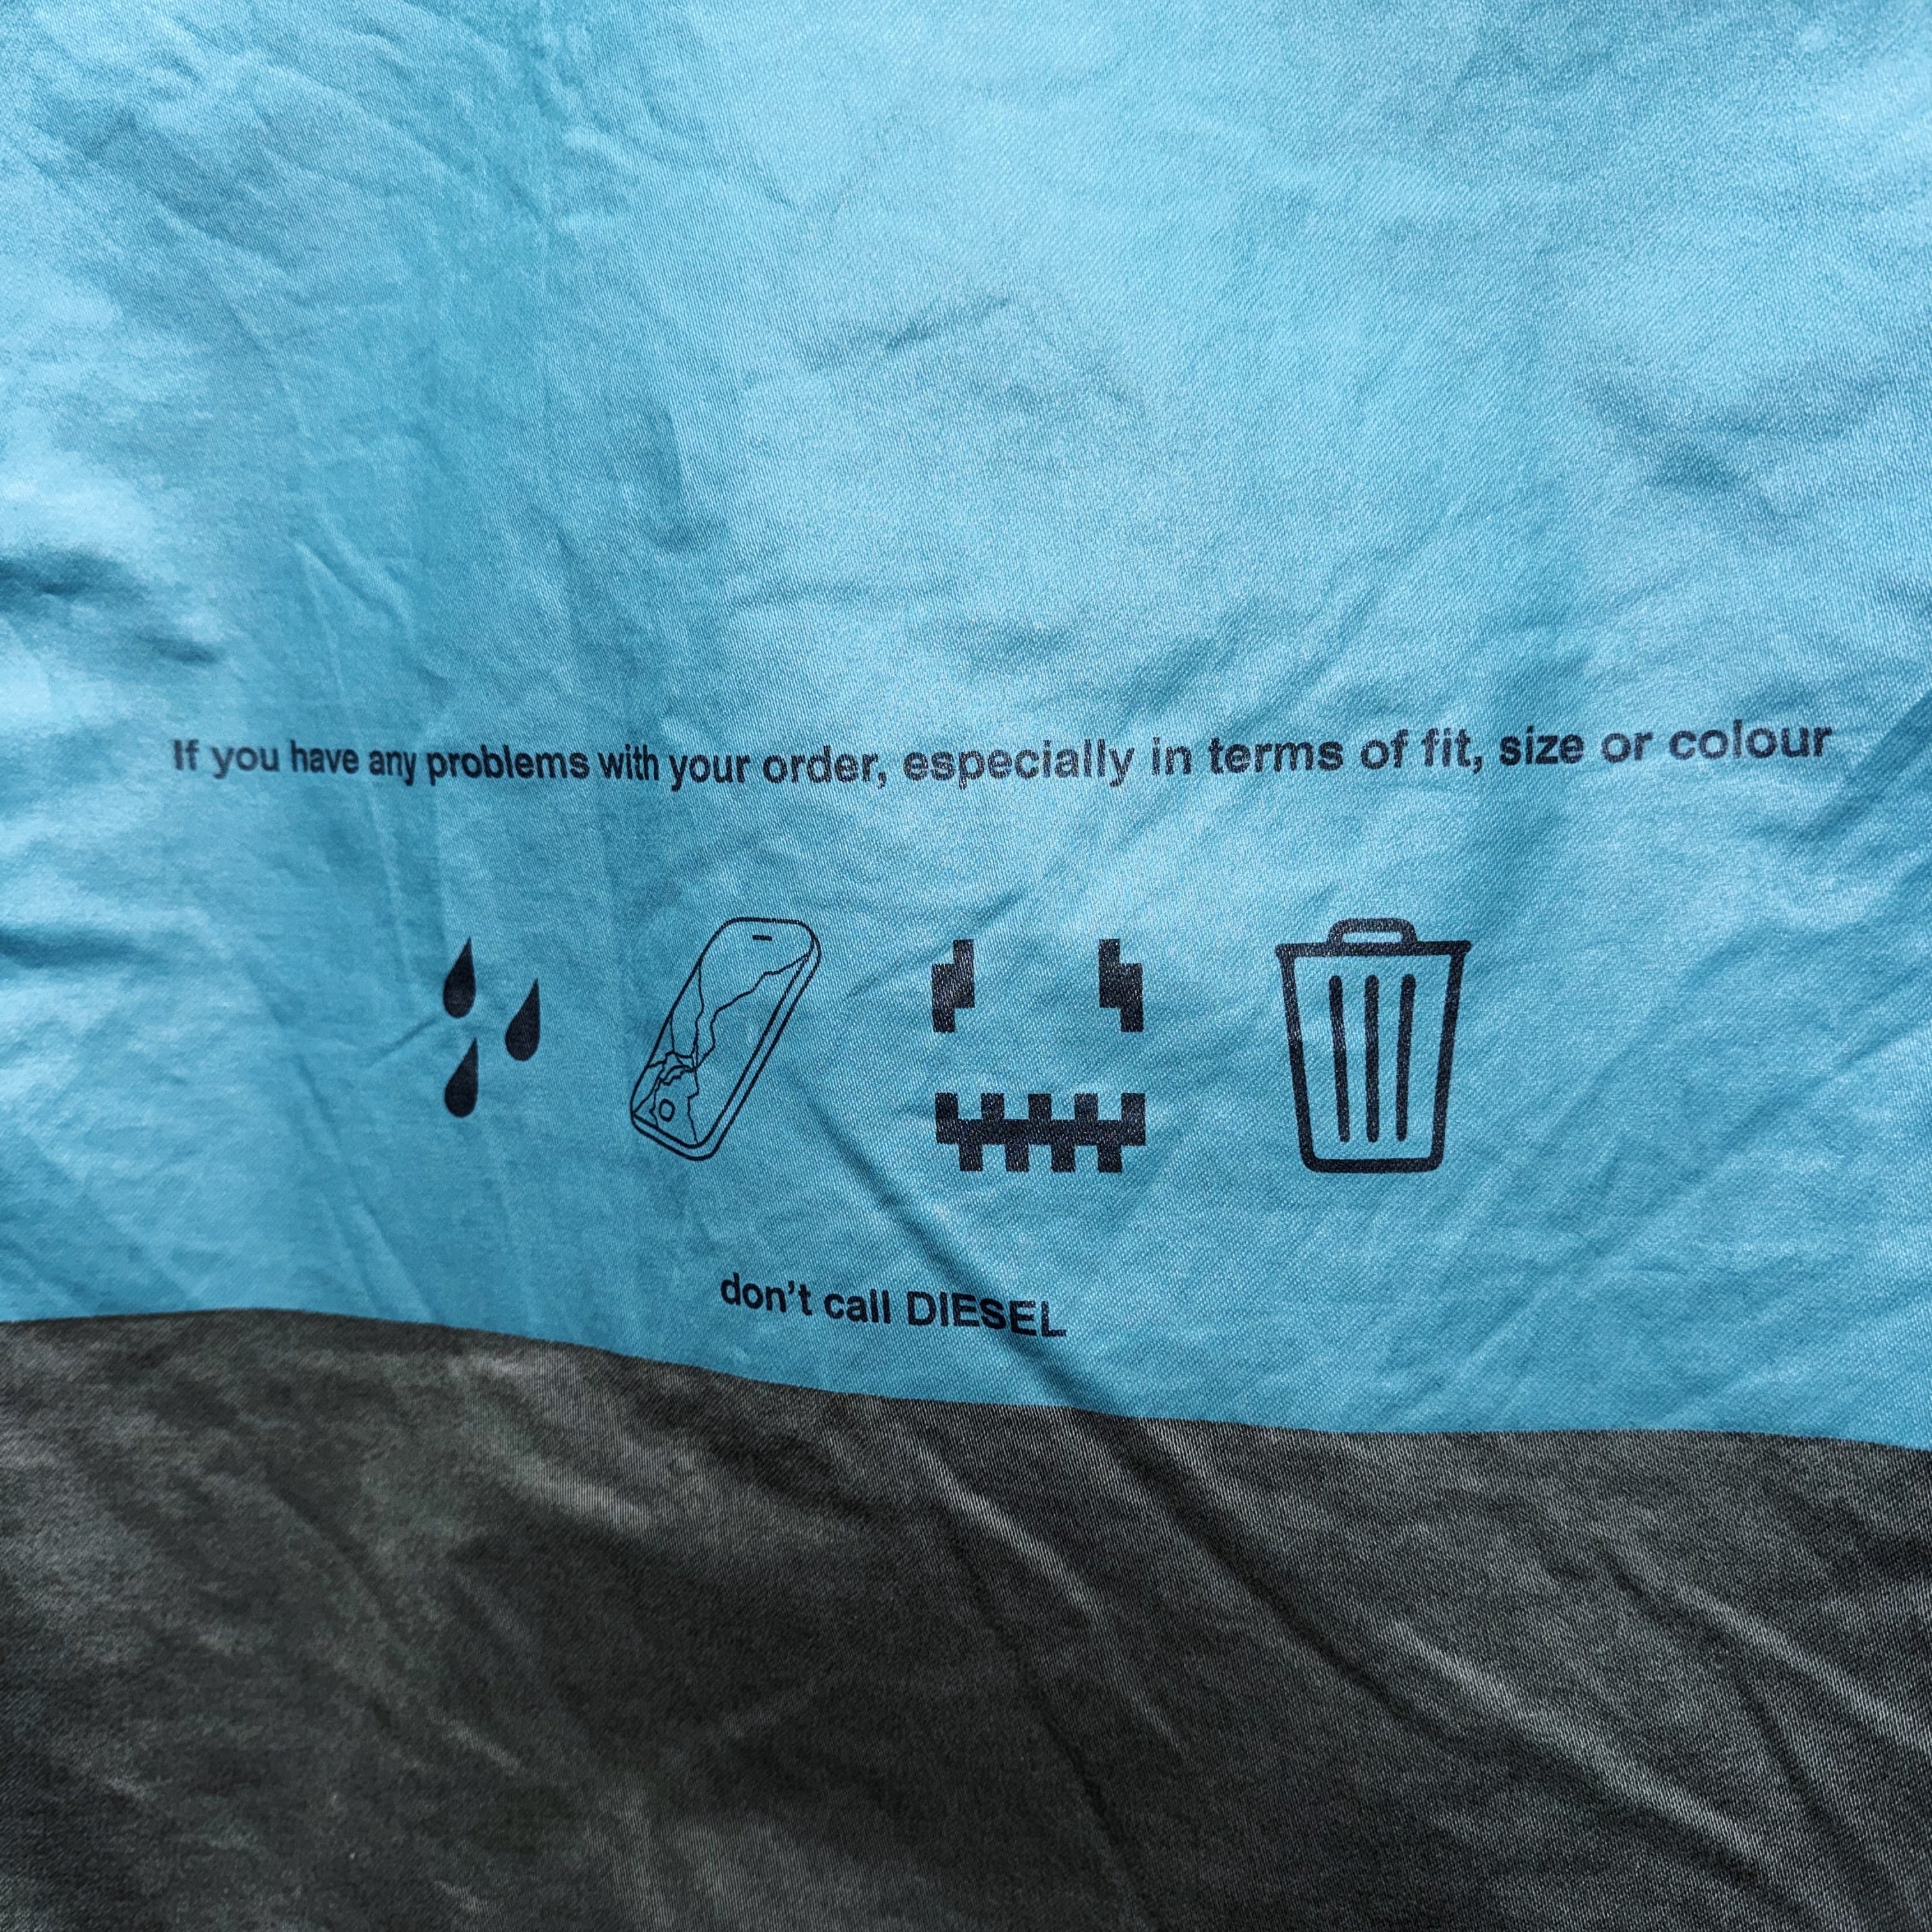 If you have any problems with your order, especially in terms of fit, size or colour
don't call DIESEL